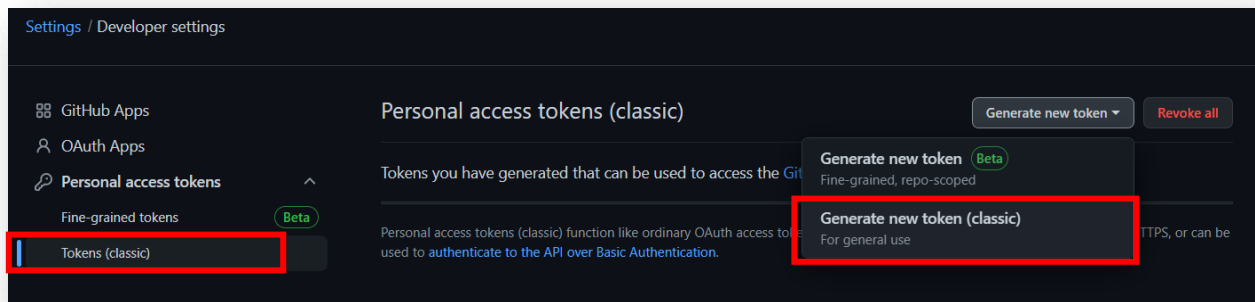 Settings / Developer settings
GitHub Apps
OAuth Apps
Personal access tokens
Fine-grained tokens Beta
Tokens (classic)
Personal access tokens (classic)
Generate new token
Revoke all
Generate new token Beta
Fine-grained, repo-scoped
Generate new token (classic)
For general use
Tokens you have generated that can be used to access the
Personal access tokens (classic) function like ordinary OAuth access TTPS, or can be
used to authenticate to the API over Basic Authentication.